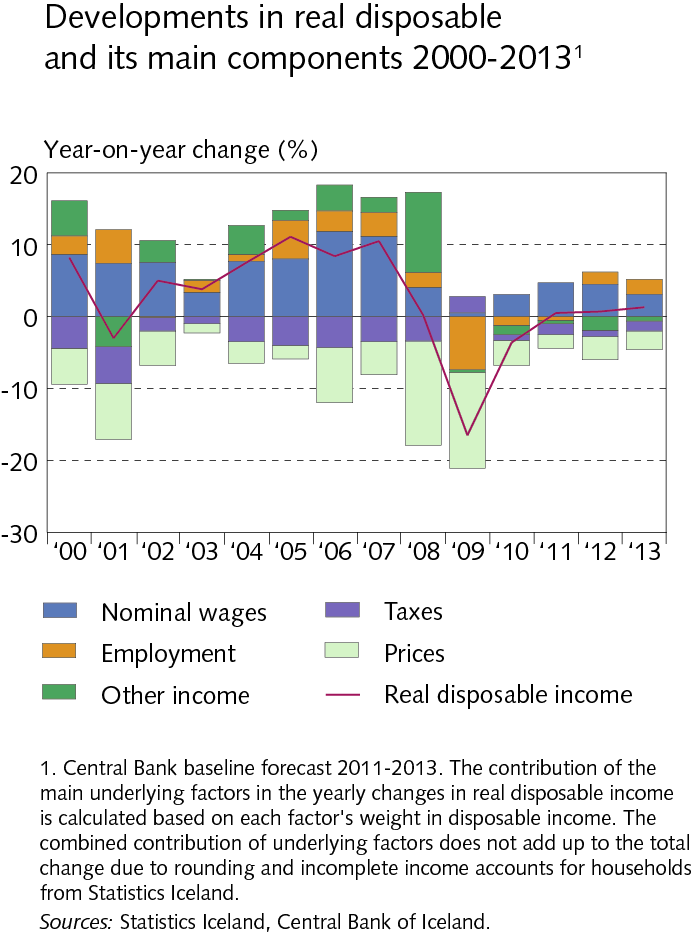 Developments in real disposable
and its main components 2000-2013¹
Year-on-year change (%)
20
10
0
-10
-20
-30
‘00 ‘01 ‘02 ‘03 ‘04 ‘05 ‘06 ‘07 ‘08 ‘09 ‘10 ‘11 ‘12 ‘13
Nominal wages
Employment
Other income
Taxes
Prices
Real disposable income
1. Central Bank baseline forecast 2011-2013. The contribution of the
main underlying factors in the yearly changes in real disposable income
is calculated based on each factor's weight in disposable income. The
combined contribution of underlying factors does not add up to the total
change due to rounding and incomplete income accounts for households
from Statistics Iceland.
Sources: Statistics Iceland, Central Bank of Iceland.